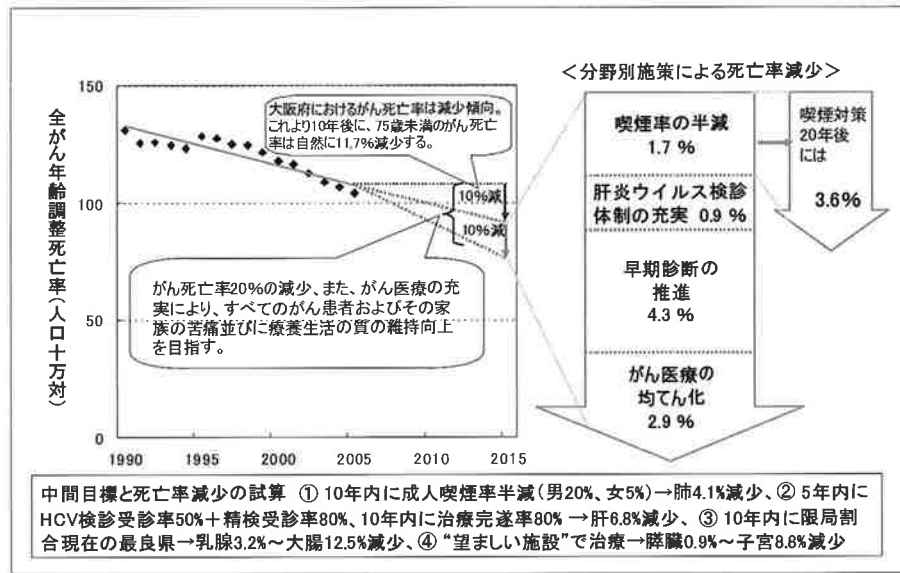 ＜分野別施策による死亡率減少＞
全がん年齢調整死亡率(人口十万対)
150
100
50
0
1990
1995
2000
2005
2010
2015
大阪府におけるがん死亡率は減少傾向。
これより10年後に、75歳未満のがん死亡
率は自然に11.7%減少する。
10%減
10%減
がん死亡率20%の減少、また、がん医療の充
実により、すべてのがん患者およびその家
族の苦痛並びに療養生活の質の維持向上
を目指す。
喫煙率の半減
1.7 %
肝炎ウイルス検診
体制の充実 0.9 %
早期診断の
推進
4.3 %
がん医療の
均てん化
2.9 %
喫煙対策
20年後
には
3.6%
中間目標と死亡率減少の試算 ① 10年内に成人喫煙率半減(男20%、女5%)→肺4.1%減少、② 5年内に
HCV検診受診率50%＋精検受診率80%、10年内に治療完遂率80% →肝6.8%減少、 ③ 10年内に限局割
合現在の最良県→乳腺3.2%～大腸12.5%減少、④ “望ましい施設”で治療→膵臓0.9%～子宮8.8%減少